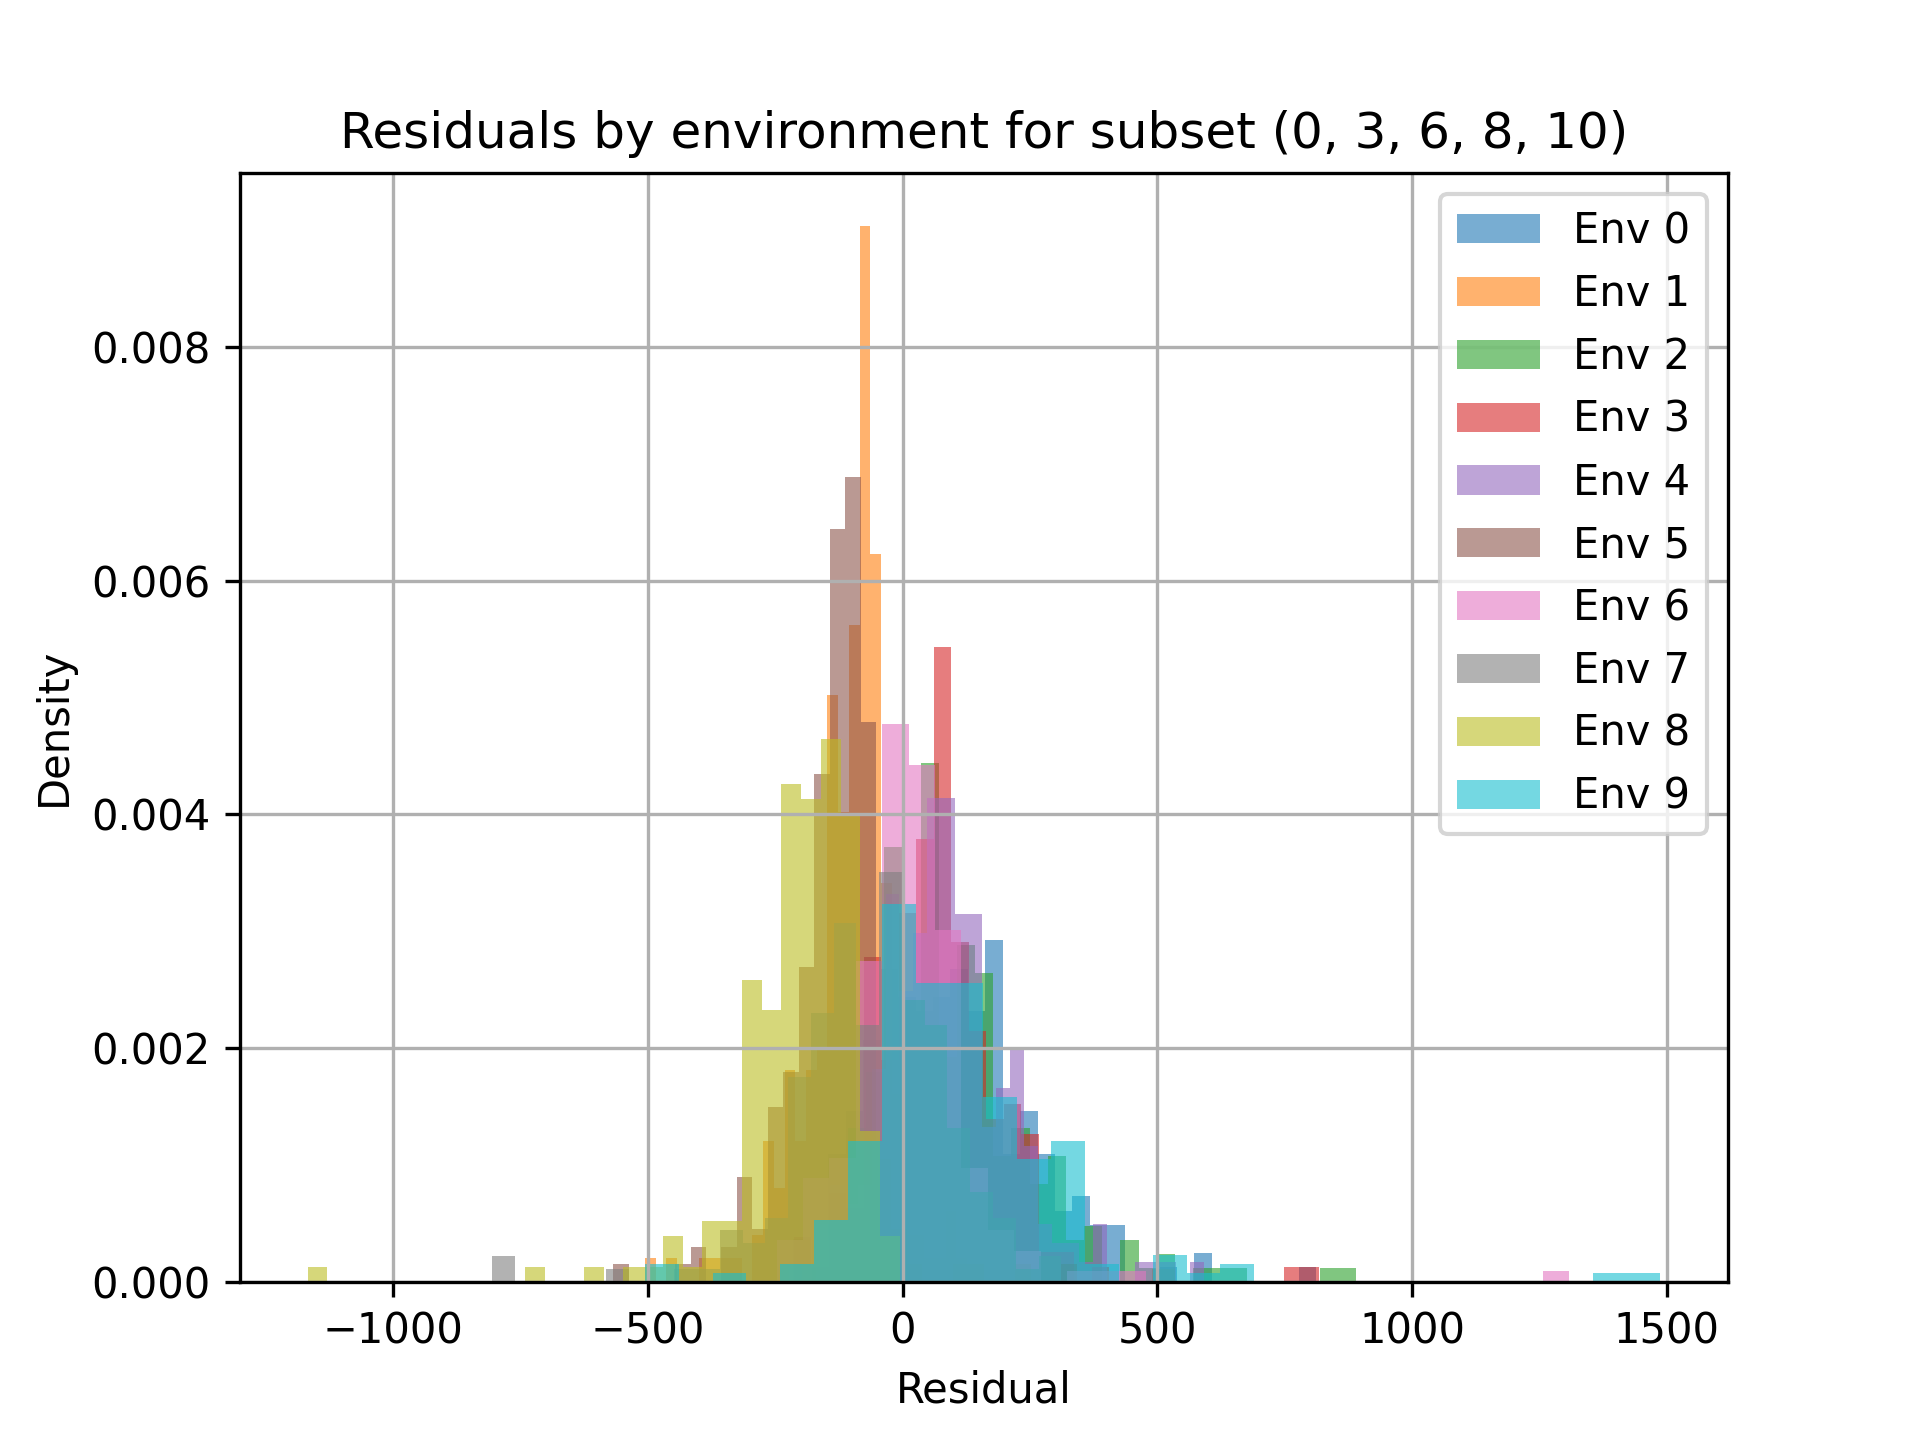 Residuals by environment for subset (0, 3, 6, 8, 10)
Env 0
Env 1
Env 2
Env 3
Env 4
Env 5
Env 6
Env 7
Env 8
Env 9
Density
0.008
0.006
0.004
0.002
0.000
−1000 −500 0 500 1000 1500
Residual